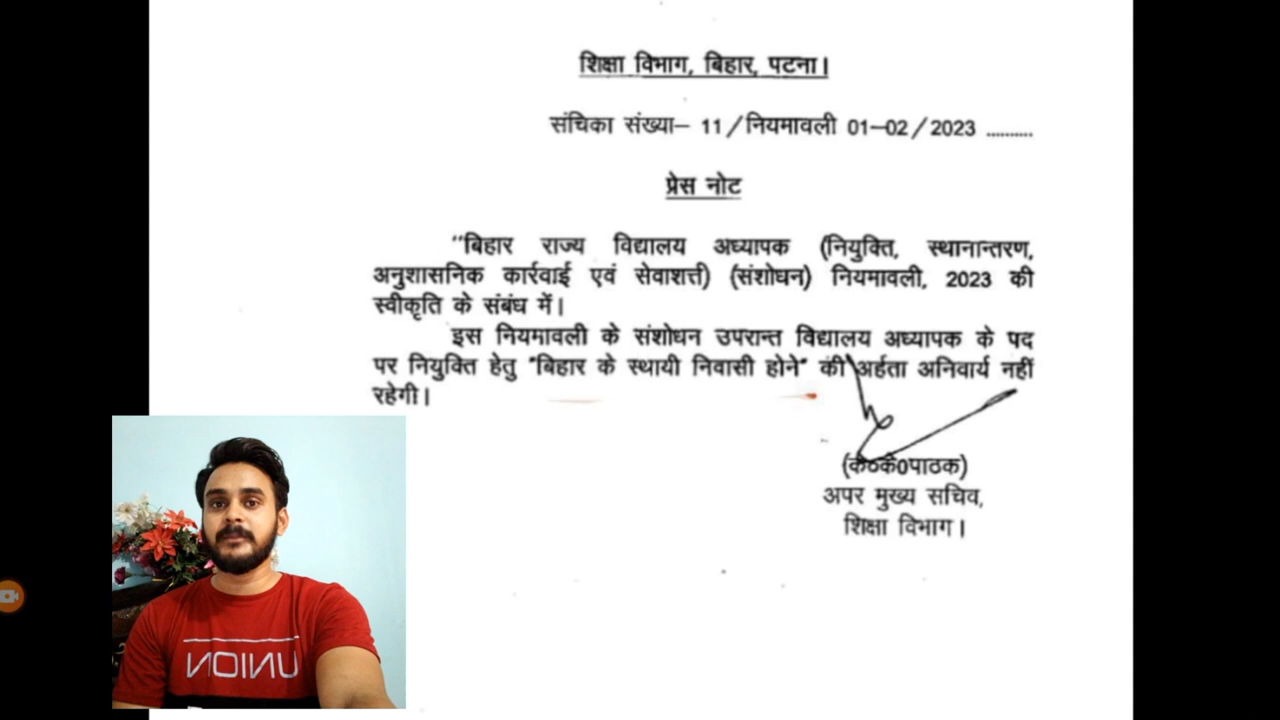 शिक्षा विभाग, बिहार, पटना।
संचिका संख्या– 11/नियमावली 01–02/2023 ..........
प्रेस नोट
"बिहार राज्य विद्यालय अध्यापक (नियुक्ति, स्थानान्तरण,
अनुशासनिक कार्रवाई एवं सेवाशर्त्त) (संशोधन) नियमावली, 2023 की
स्वीकृति के संबंध में।
इस नियमावली के संशोधन उपरान्त विद्यालय अध्यापक के पद
पर नियुक्ति हेतु "बिहार के स्थायी निवासी होने" की अर्हता अनिवार्य नहीं
रहेगी।
(के०के०पाठक)
अपर मुख्य सचिव,
शिक्षा विभाग।
UNION